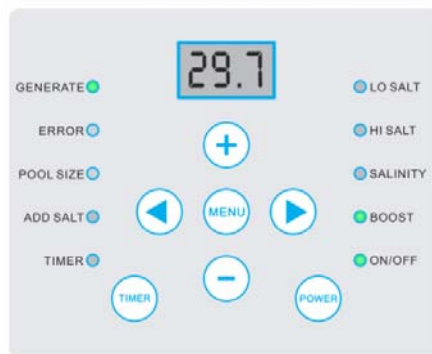 29.7
GENERATE
ERROR
POOL SIZE
ADD SALT
TIMER
LO SALT
HI SALT
SALINITY
BOOST
ON/OFF
+
MENU
−
TIMER
POWER